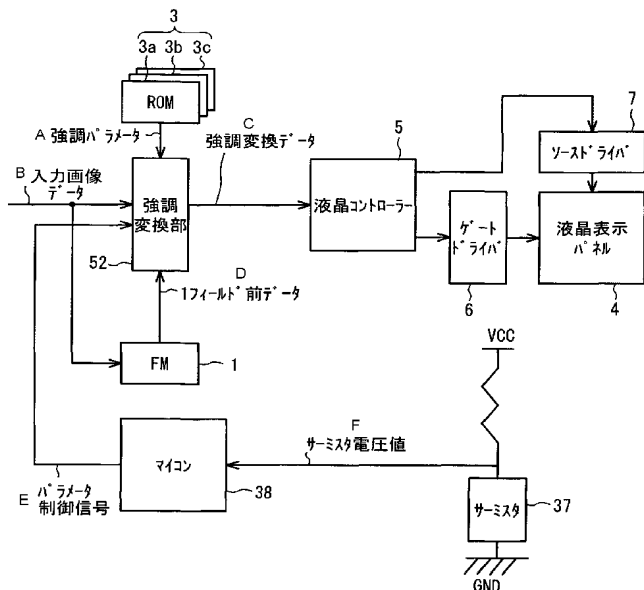 3
3a 3b 3c
ROM
A 強調ﾊﾟﾗﾒｰﾀ
C
強調変換データ
B 入力画像
データ
強調
変換部
52
D
1ﾌｨｰﾙﾄﾞ前データ
FM
1
5
液晶コントローラー
7
ｿｰｽﾄﾞﾗｲﾊﾞ
ｹﾞｰﾄ
ﾄﾞﾗｲﾊﾞ
6
液晶表示
ﾊﾟﾈﾙ
4
VCC
F
ｻｰﾐｽﾀ電圧値
マイコン
38
E ﾊﾟﾗﾒｰﾀ
制御信号
ｻｰﾐｽﾀ
37
GND